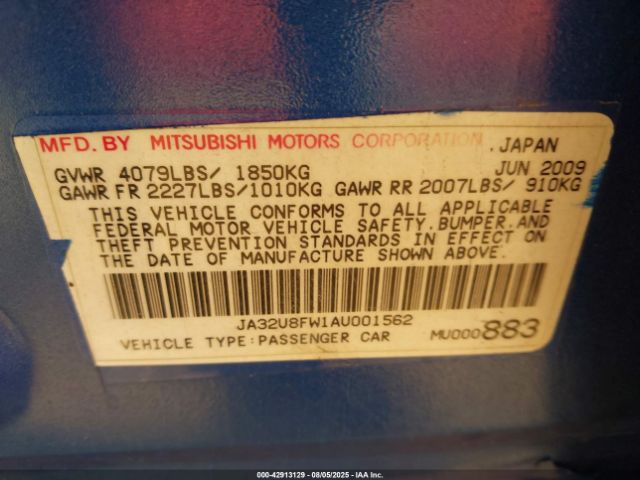 MFD. BY MITSUBISHI MOTORS CORPORATION, JAPAN
GVWR 4079LBS/ 1850KG JUN 2009
GAWR FR 2227LBS/1010KG GAWR RR 2007LBS/ 910KG
THIS VEHICLE CONFORMS TO ALL APPLICABLE
FEDERAL MOTOR VEHICLE SAFETY,BUMPER,AND
THEFT PREVENTION STANDARDS IN EFFECT ON
THE DATE OF MANUFACTURE SHOWN ABOVE.
JA32U8FW1AU001562
VEHICLE TYPE:PASSENGER CAR MU000883
000-42913129 - 08/05/2025 - IAA Inc.